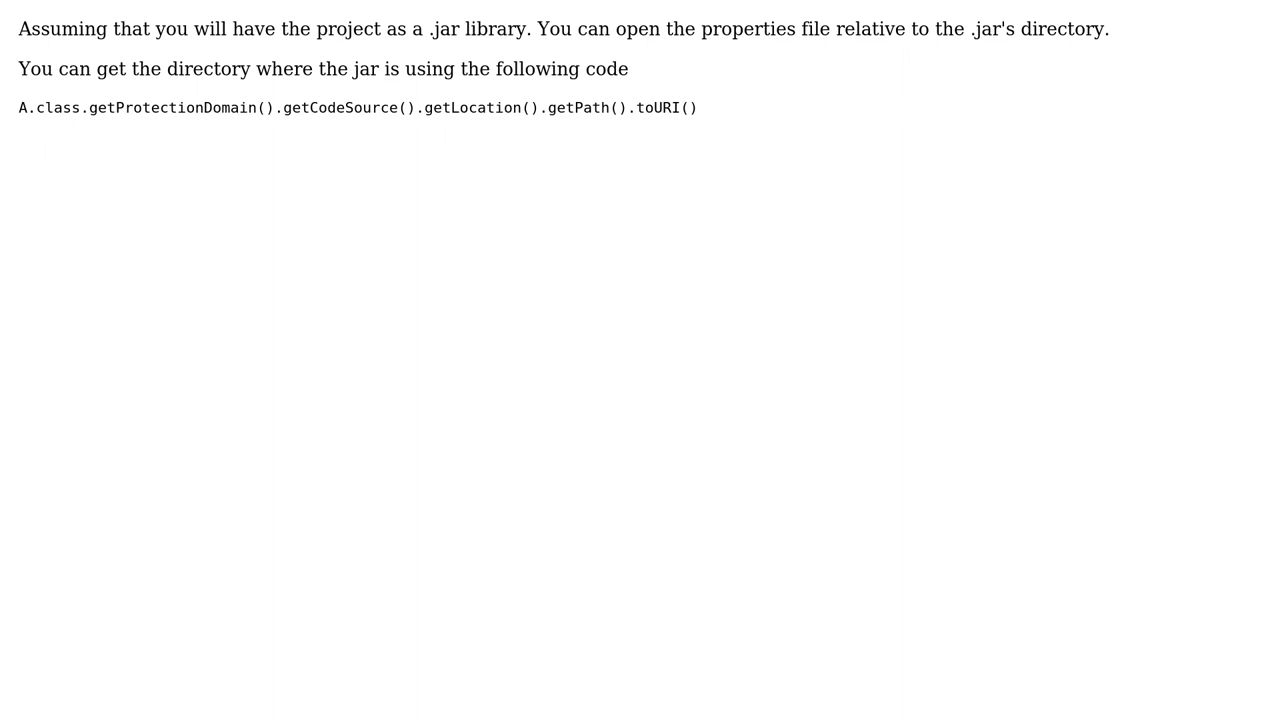 Assuming that you will have the project as a .jar library. You can open the properties file relative to the .jar's directory.
You can get the directory where the jar is using the following code
A.class.getProtectionDomain().getCodeSource().getLocation().getPath().toURI()